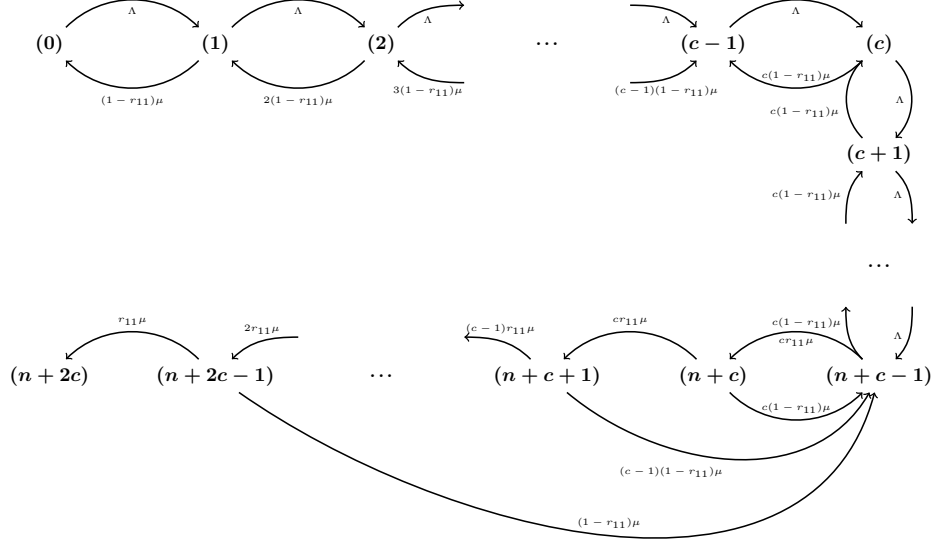 Λ Λ Λ Λ Λ
(0) (1) (2) ⋯ (c − 1) (c)
(1 − r₁₁)μ 2(1 − r₁₁)μ 3(1 − r₁₁)μ (c − 1)(1 − r₁₁)μ c(1 − r₁₁)μ
c(1 − r₁₁)μ Λ
(c + 1)
c(1 − r₁₁)μ Λ
⋯
r₁₁μ 2r₁₁μ (c − 1)r₁₁μ cr₁₁μ c(1 − r₁₁)μ Λ
cr₁₁μ
(n + 2c) (n + 2c − 1) ⋯ (n + c + 1) (n + c) (n + c − 1)
c(1 − r₁₁)μ
(c − 1)(1 − r₁₁)μ
(1 − r₁₁)μ